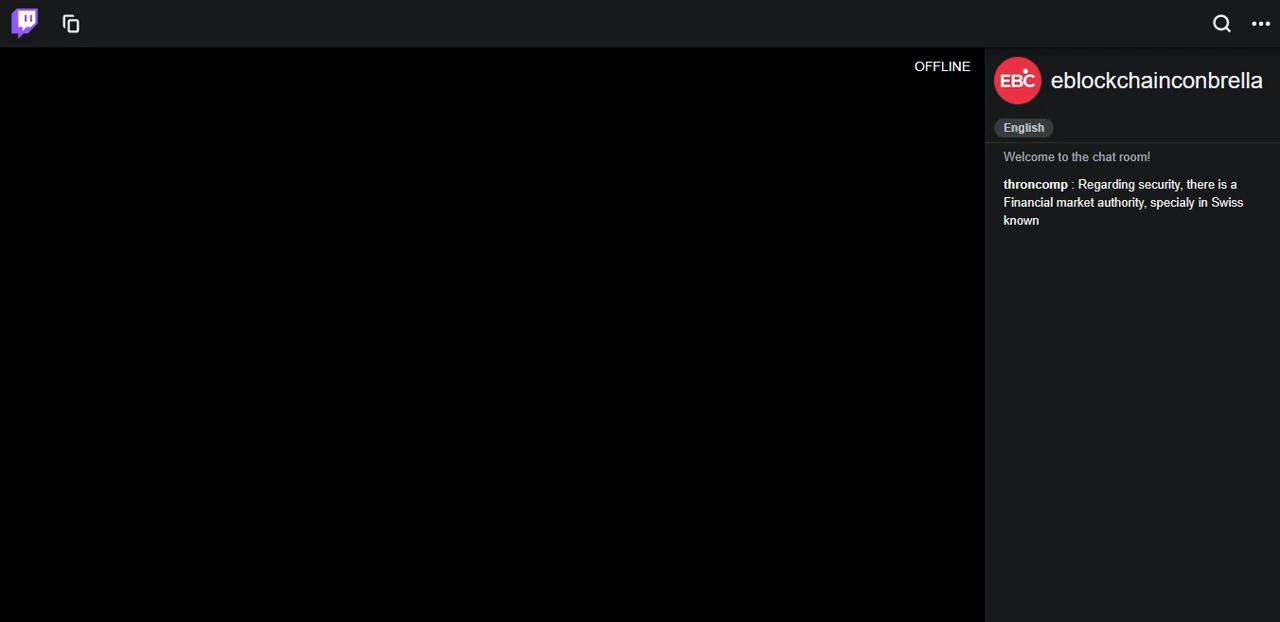 OFFLINE
EBC
eblockchainconbrella
English
Welcome to the chat room!
throncomp : Regarding security, there is a
Financial market authority, specialy in Swiss
known